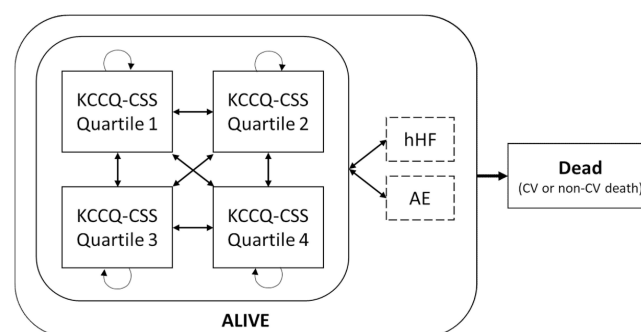 KCCQ-CSS
Quartile 1
KCCQ-CSS
Quartile 2
KCCQ-CSS
Quartile 3
KCCQ-CSS
Quartile 4
hHF
AE
Dead
(CV or non-CV death)
ALIVE